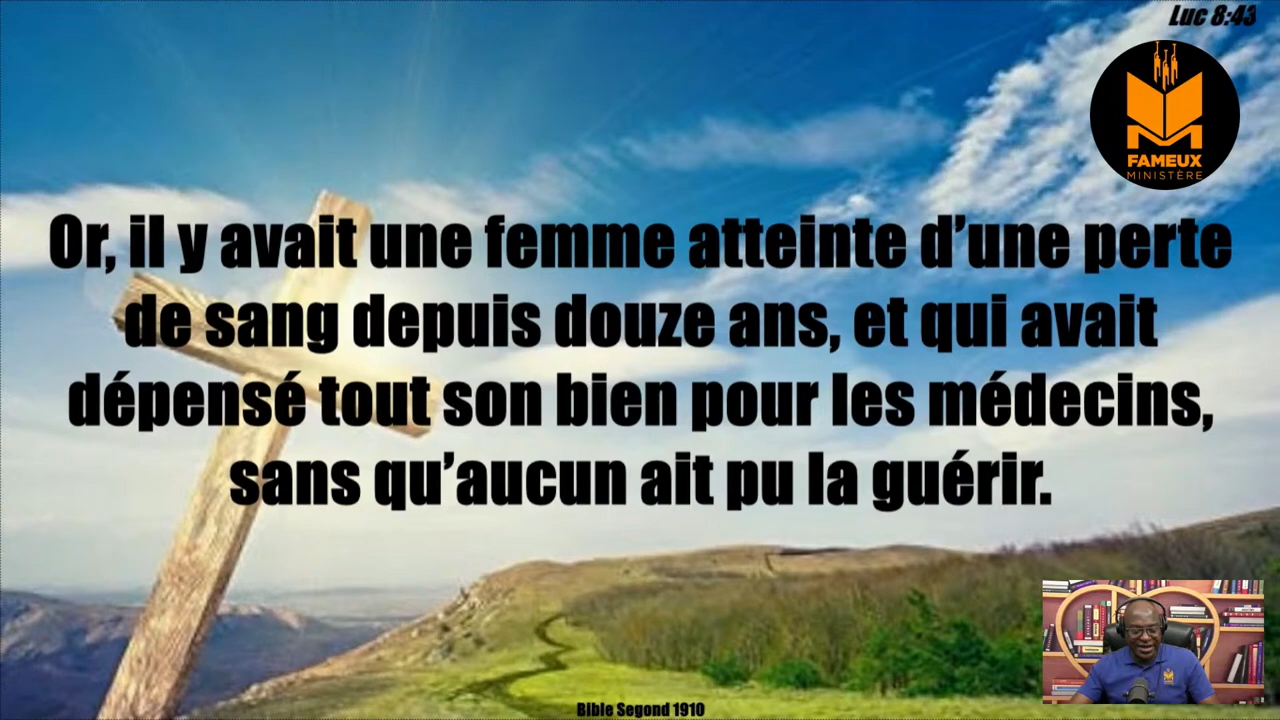 Luc 8:43
FAMEUX
MINISTÈRE
Or, il y avait une femme atteinte d’une perte
de sang depuis douze ans, et qui avait
dépensé tout son bien pour les médecins,
sans qu’aucun ait pu la guérir.
Bible Segond 1910